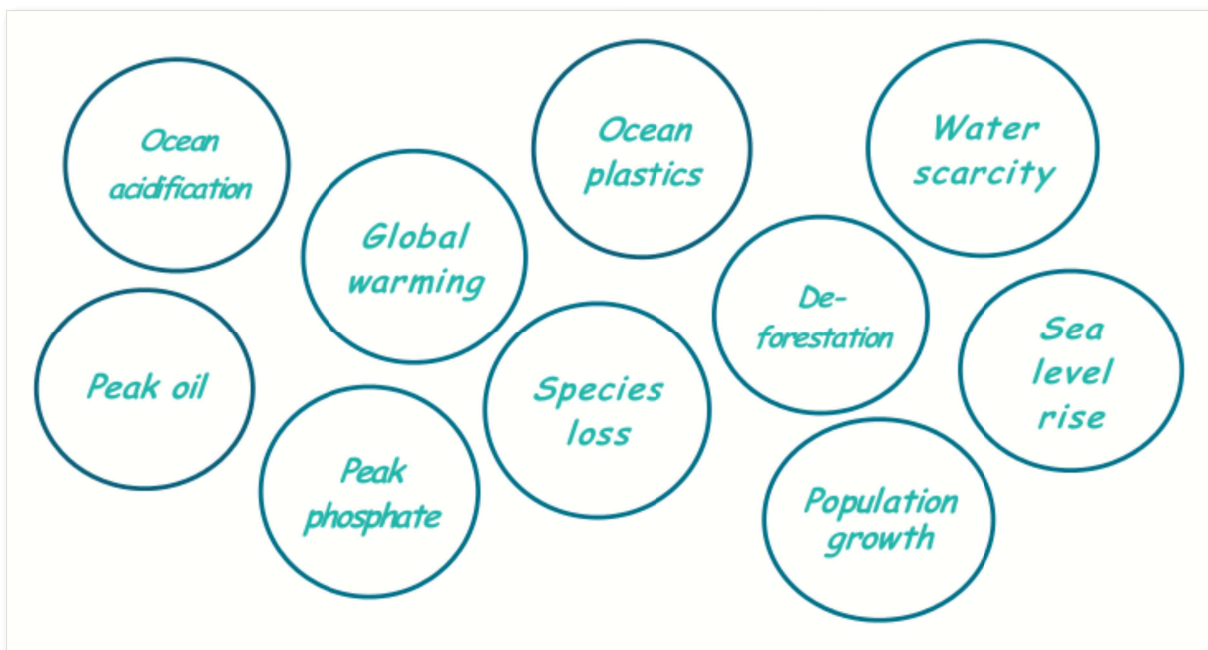 Ocean
acidification
Global
warming
Ocean
plastics
Water
scarcity
Peak oil
Peak
phosphate
Species
loss
De-
forestation
Sea
level
rise
Population
growth